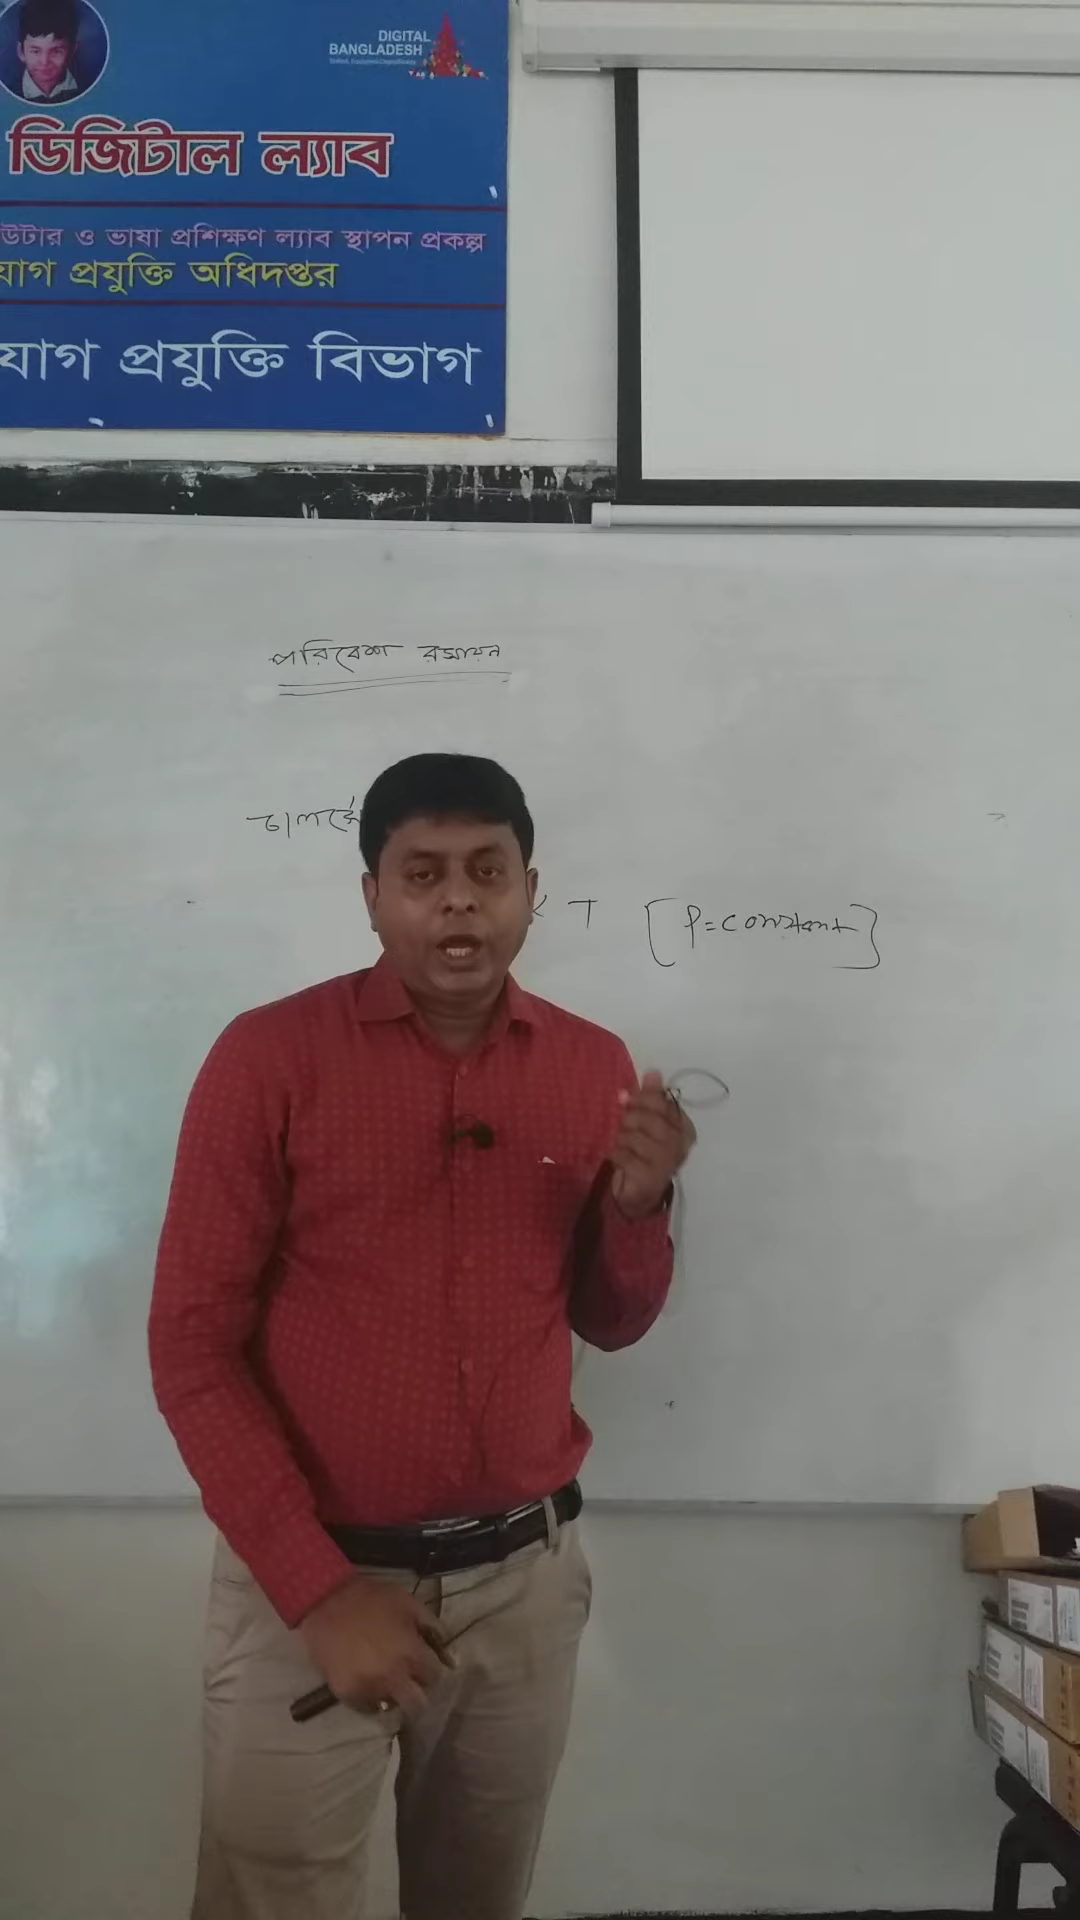 DIGITAL
BANGLADESH
ডিজিটাল ল্যাব
উটার ও ভাষা প্রশিক্ষণ ল্যাব স্থাপন প্রকল্প
যাগ প্রযুক্তি অধিদপ্তর
যাগ প্রযুক্তি বিভাগ
পরিবেশ রসায়ন
T [P=constant]